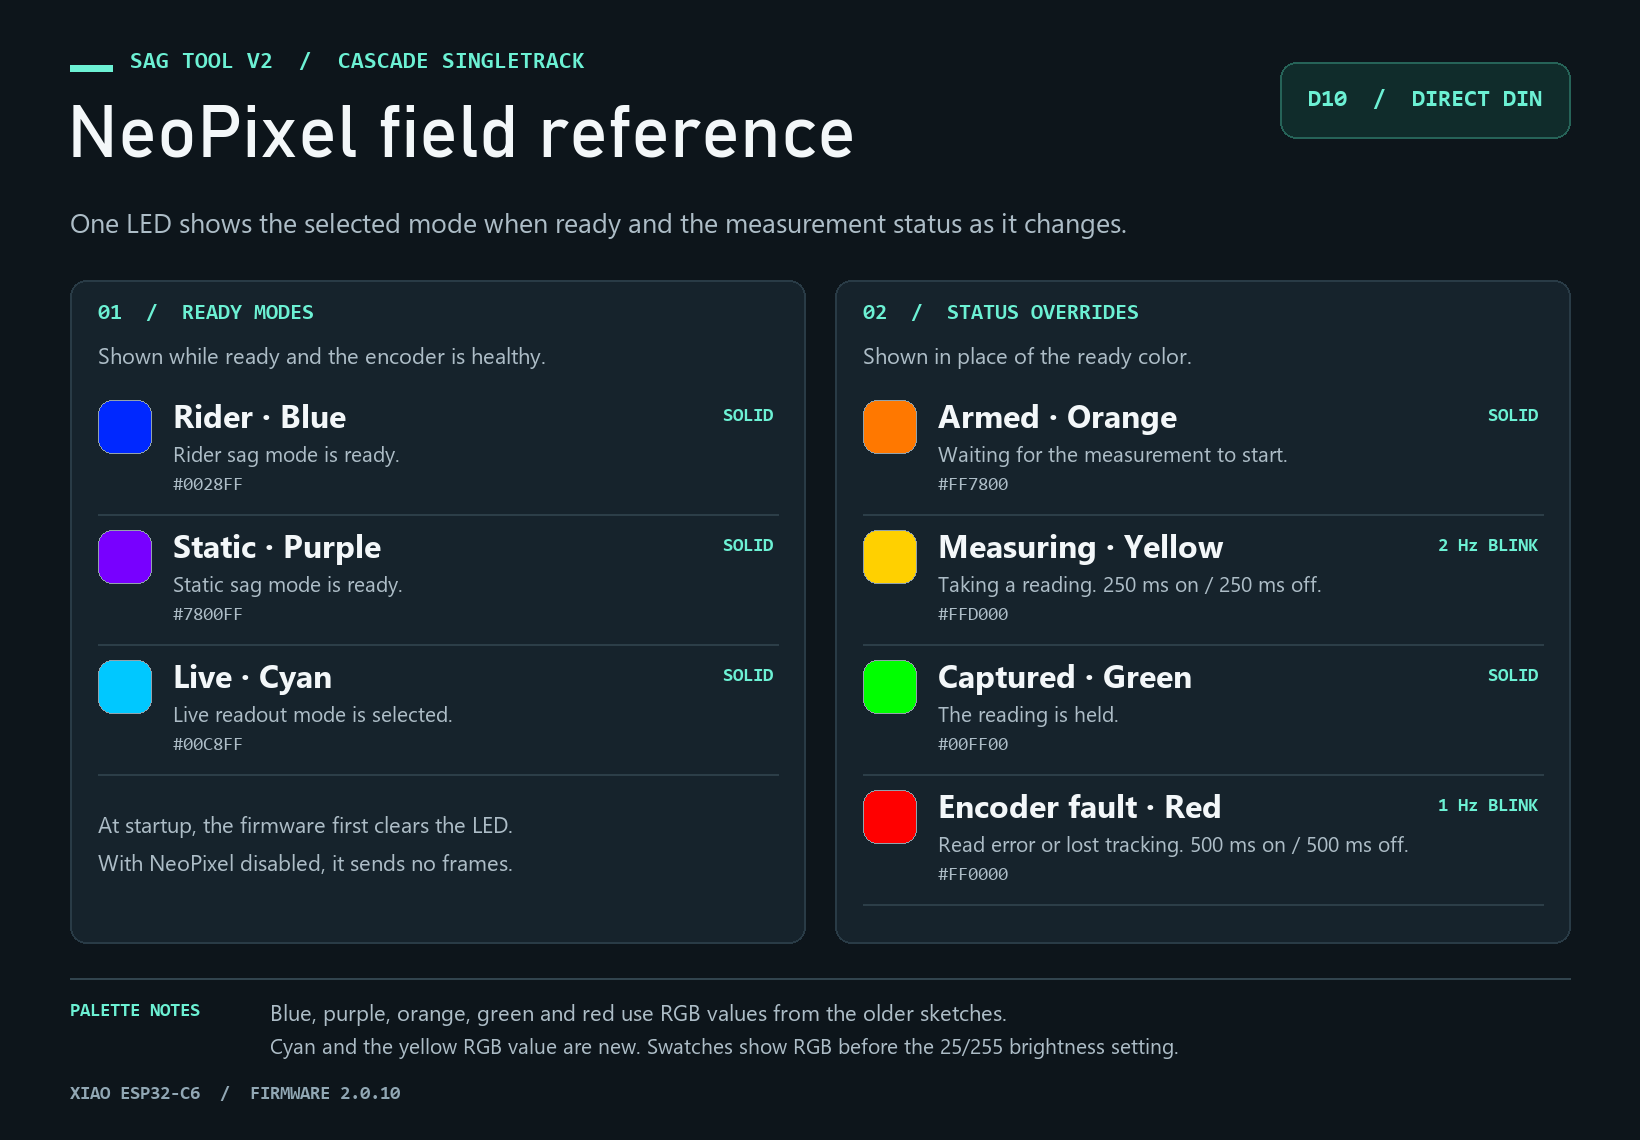 SAG TOOL V2 / CASCADE SINGLETRACK
NeoPixel field reference
D10 / DIRECT DIN
One LED shows the selected mode when ready and the measurement status as it changes.
01 / READY MODES
Shown while ready and the encoder is healthy.
Rider · Blue
SOLID
Rider sag mode is ready.
#0028FF
Static · Purple
SOLID
Static sag mode is ready.
#7800FF
Live · Cyan
SOLID
Live readout mode is selected.
#00C8FF
At startup, the firmware first clears the LED.
With NeoPixel disabled, it sends no frames.
02 / STATUS OVERRIDES
Shown in place of the ready color.
Armed · Orange
SOLID
Waiting for the measurement to start.
#FF7800
Measuring · Yellow
2 Hz BLINK
Taking a reading. 250 ms on / 250 ms off.
#FFD000
Captured · Green
SOLID
The reading is held.
#00FF00
Encoder fault · Red
1 Hz BLINK
Read error or lost tracking. 500 ms on / 500 ms off.
#FF0000
PALETTE NOTES
Blue, purple, orange, green and red use RGB values from the older sketches.
Cyan and the yellow RGB value are new. Swatches show RGB before the 25/255 brightness setting.
XIAO ESP32-C6 / FIRMWARE 2.0.10